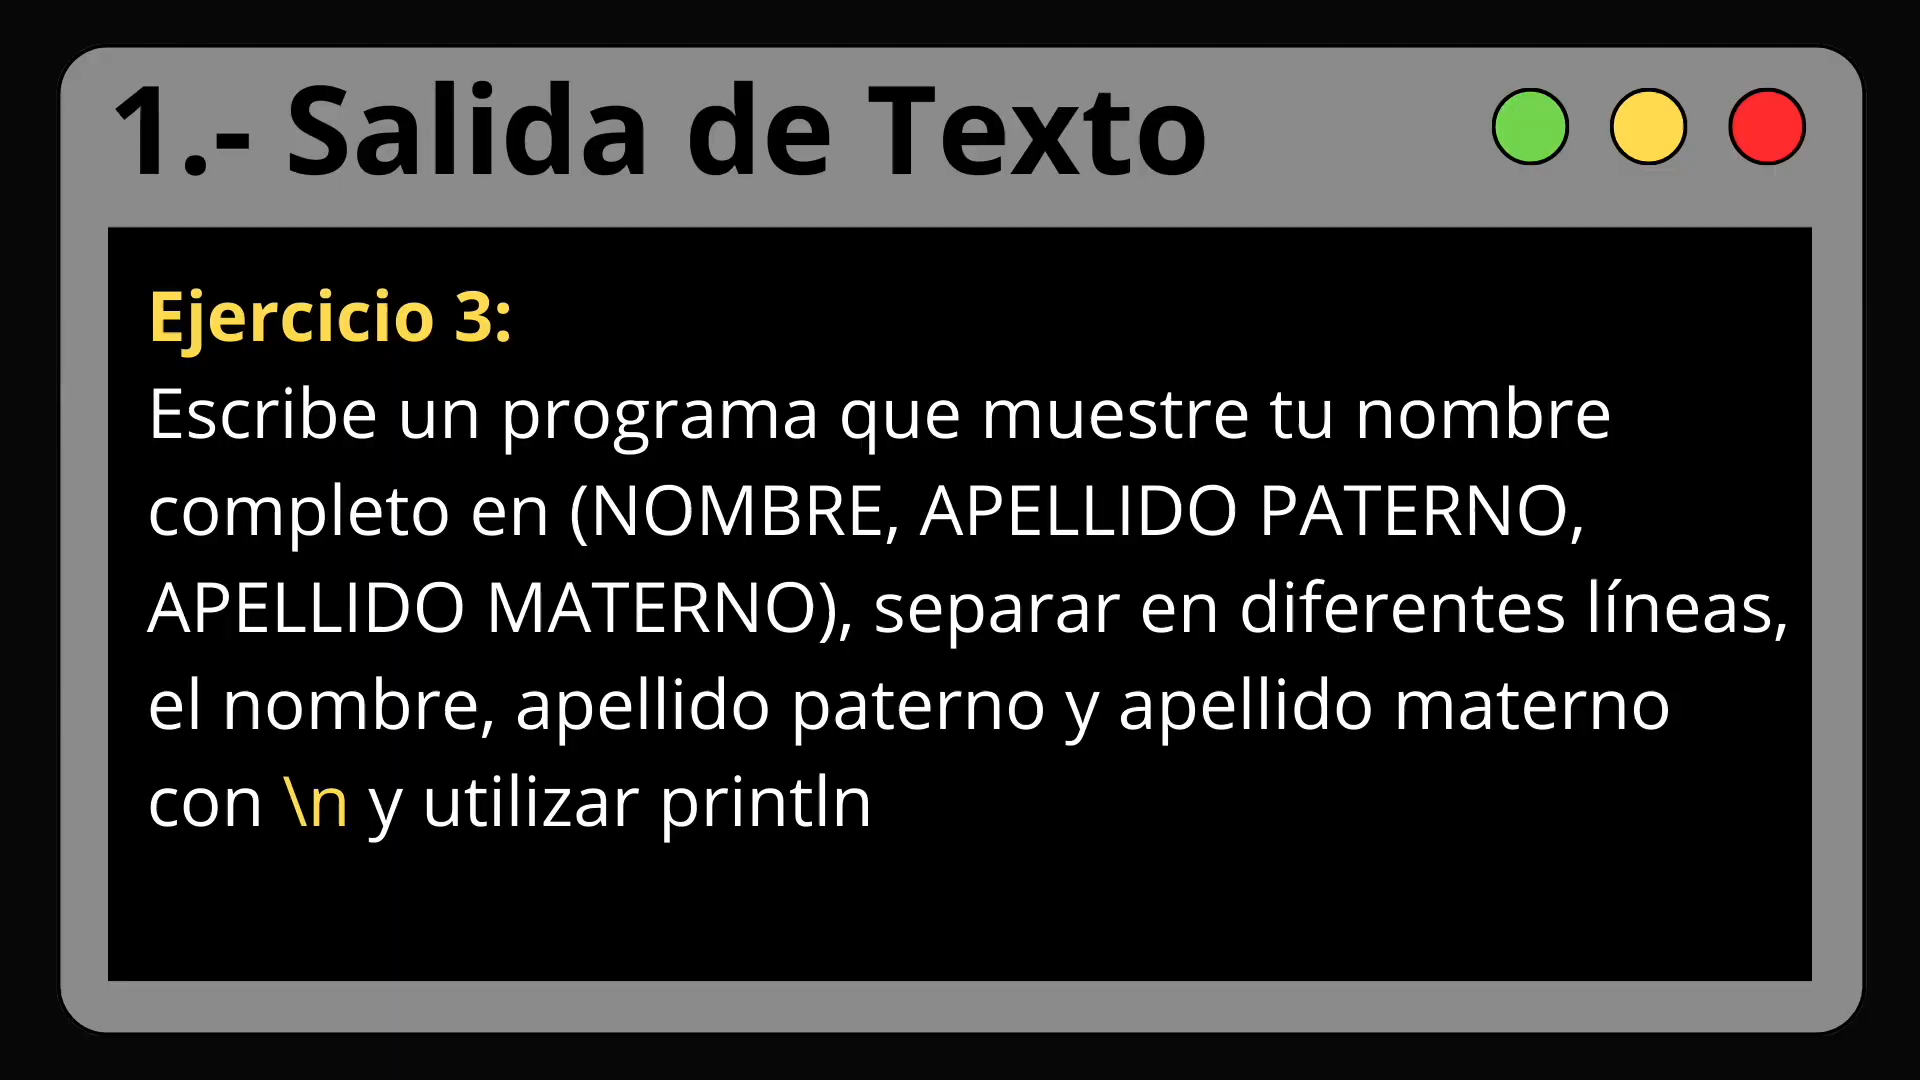 1.- Salida de Texto
Ejercicio 3:
Escribe un programa que muestre tu nombre
completo en (NOMBRE, APELLIDO PATERNO,
APELLIDO MATERNO), separar en diferentes líneas,
el nombre, apellido paterno y apellido materno
con \n y utilizar println